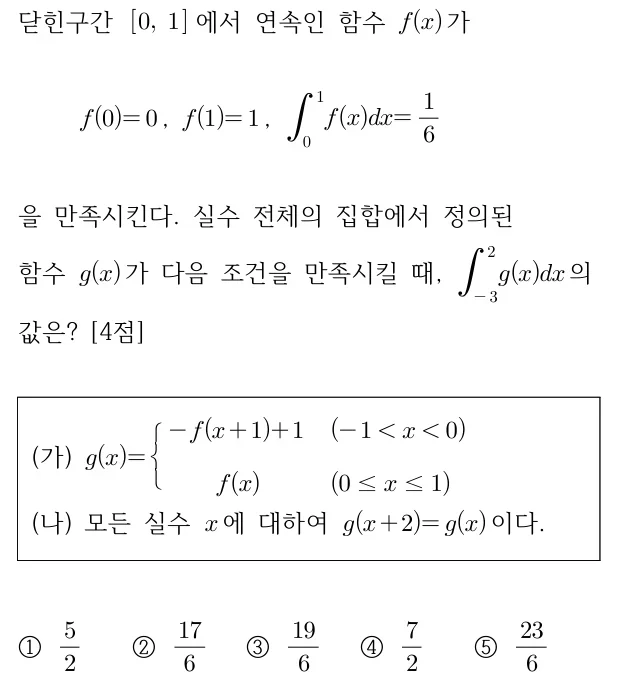 닫힌구간 [0, 1]에서 연속인 함수 f(x)가
f(0)=0, f(1)=1, ∫₀¹ f(x)dx= 1/6
을 만족시킨다. 실수 전체의 집합에서 정의된
함수 g(x)가 다음 조건을 만족시킬 때, ∫₋₃² g(x)dx의
값은? [4점]
(가) g(x)={ -f(x+1)+1 (-1<x<0)
f(x) (0≤x≤1)
(나) 모든 실수 x에 대하여 g(x+2)=g(x)이다.
① 5/2 ② 17/6 ③ 19/6 ④ 7/2 ⑤ 23/6